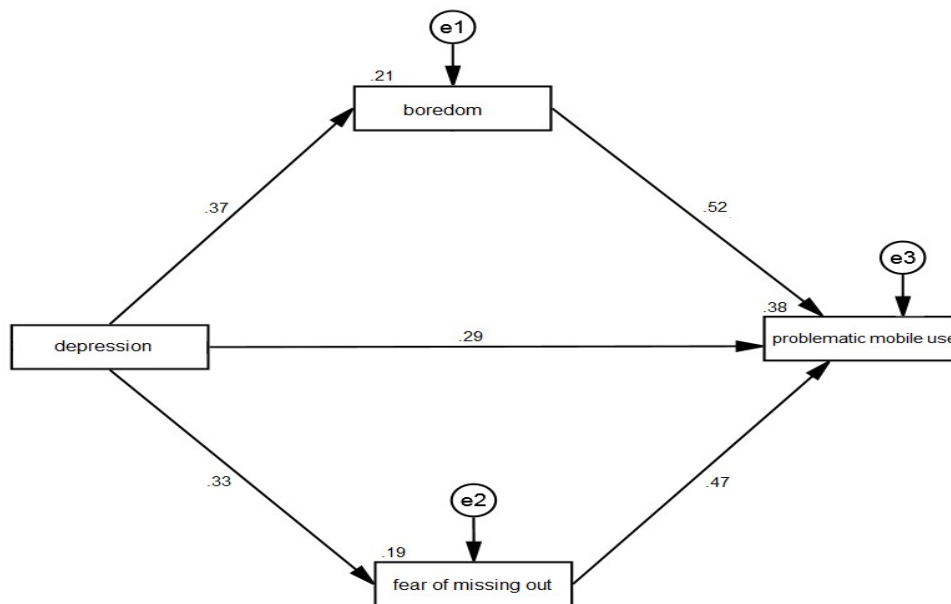 e1
.21
boredom
.37
.52
e3
.38
depression
.29
problematic mobile use
.33
e2
.47
.19
fear of missing out